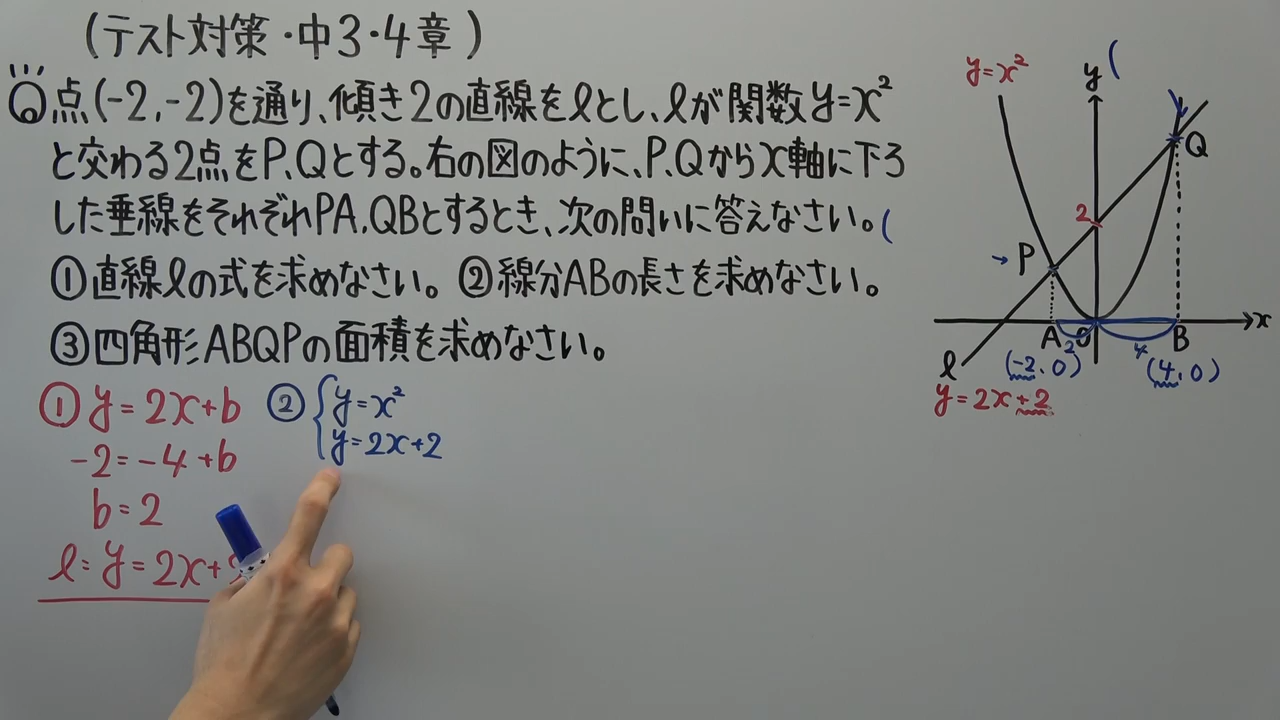 (テスト対策・中3・4章)
Q 点(-2,-2)を通り、傾き2の直線をℓとし、ℓが関数y=x²
と交わる2点をP,Qとする。右の図のように、P,Qからx軸に下ろ
した垂線をそれぞれPA,QBとするとき、次の問いに答えなさい。(
①直線ℓの式を求めなさい。 ②線分ABの長さを求めなさい。
③四角形ABQPの面積を求めなさい。
① y=2x+b
-2=-4+b
b=2
ℓ:y=2x+
② y=x²
y=2x+2
y=x²
y
(
Q
2
P
x
A
2
O
4
B
ℓ
(-2,0)
(4,0)
y=2x+2